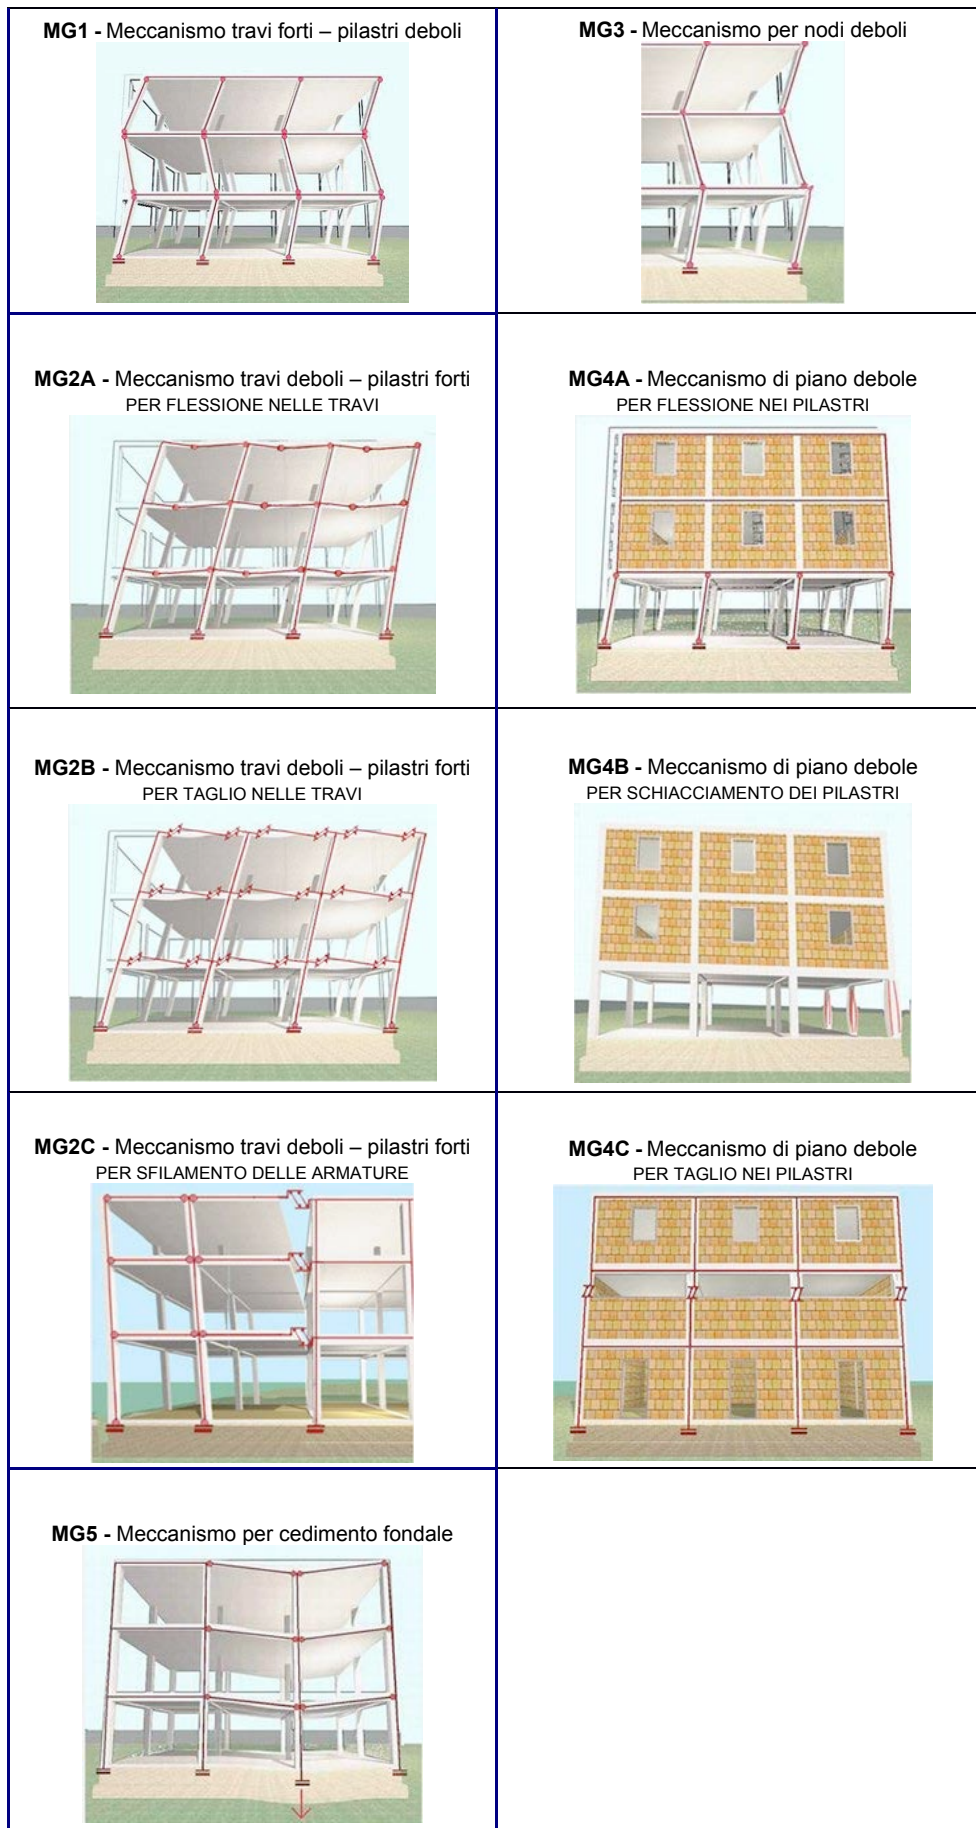 MG1 - Meccanismo travi forti – pilastri deboli
MG3 - Meccanismo per nodi deboli
MG2A - Meccanismo travi deboli – pilastri forti
PER FLESSIONE NELLE TRAVI
MG4A - Meccanismo di piano debole
PER FLESSIONE NEI PILASTRI
MG2B - Meccanismo travi deboli – pilastri forti
PER TAGLIO NELLE TRAVI
MG4B - Meccanismo di piano debole
PER SCHIACCIAMENTO DEI PILASTRI
MG2C - Meccanismo travi deboli – pilastri forti
PER SFILAMENTO DELLE ARMATURE
MG4C - Meccanismo di piano debole
PER TAGLIO NEI PILASTRI
MG5 - Meccanismo per cedimento fondale